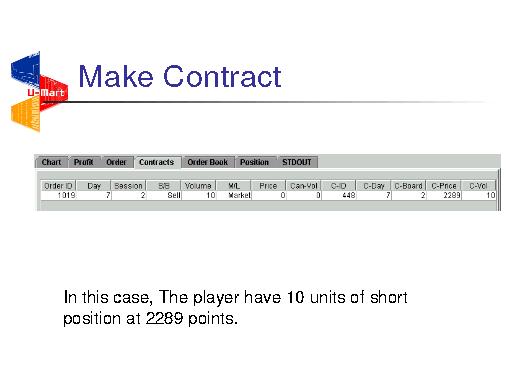 Make Contract
U-Mart
Chart Profit Order Contracts Order Book Position STDOUT
Order ID Day Session S/B Volume M/L Price Can-Vol C-ID C-Day C-Board C-Price C-Vol
1019 7 2 Sell 10 Market 0 0 448 7 2 2289 10
In this case, The player have 10 units of short
position at 2289 points.